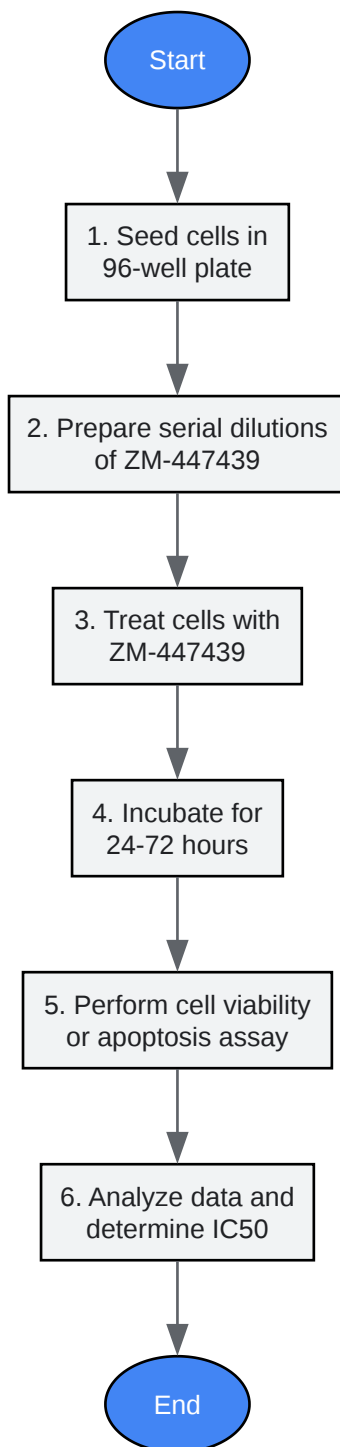 Start
1. Seed cells in
96-well plate
2. Prepare serial dilutions
of ZM-447439
3. Treat cells with
ZM-447439
4. Incubate for
24-72 hours
5. Perform cell viability
or apoptosis assay
6. Analyze data and
determine IC50
End